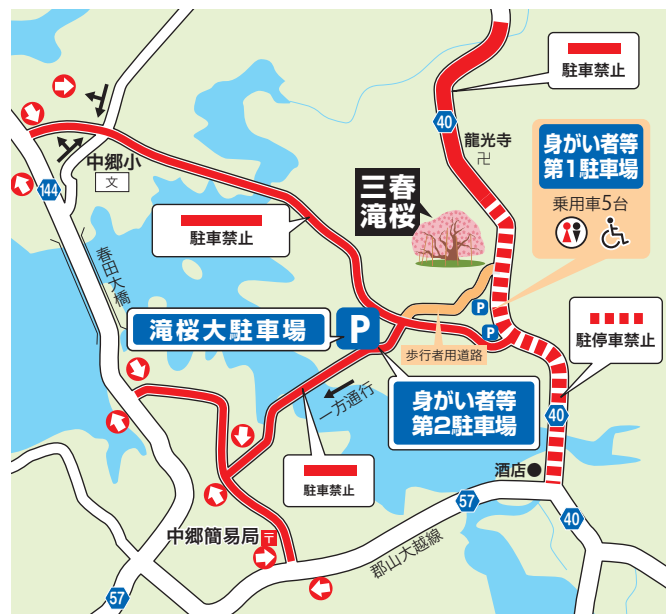 駐車禁止
40
龍光寺
卍
身がい者等
第1駐車場
乗用車5台
中郷小
文
144
三春
滝桜
駐車禁止
春田大橋
滝桜大駐車場
P
P
P
歩行者用道路
駐停車禁止
身がい者等
第2駐車場
一方通行
40
駐車禁止
酒店
57
40
中郷簡易局
〒
郡山大越線
57